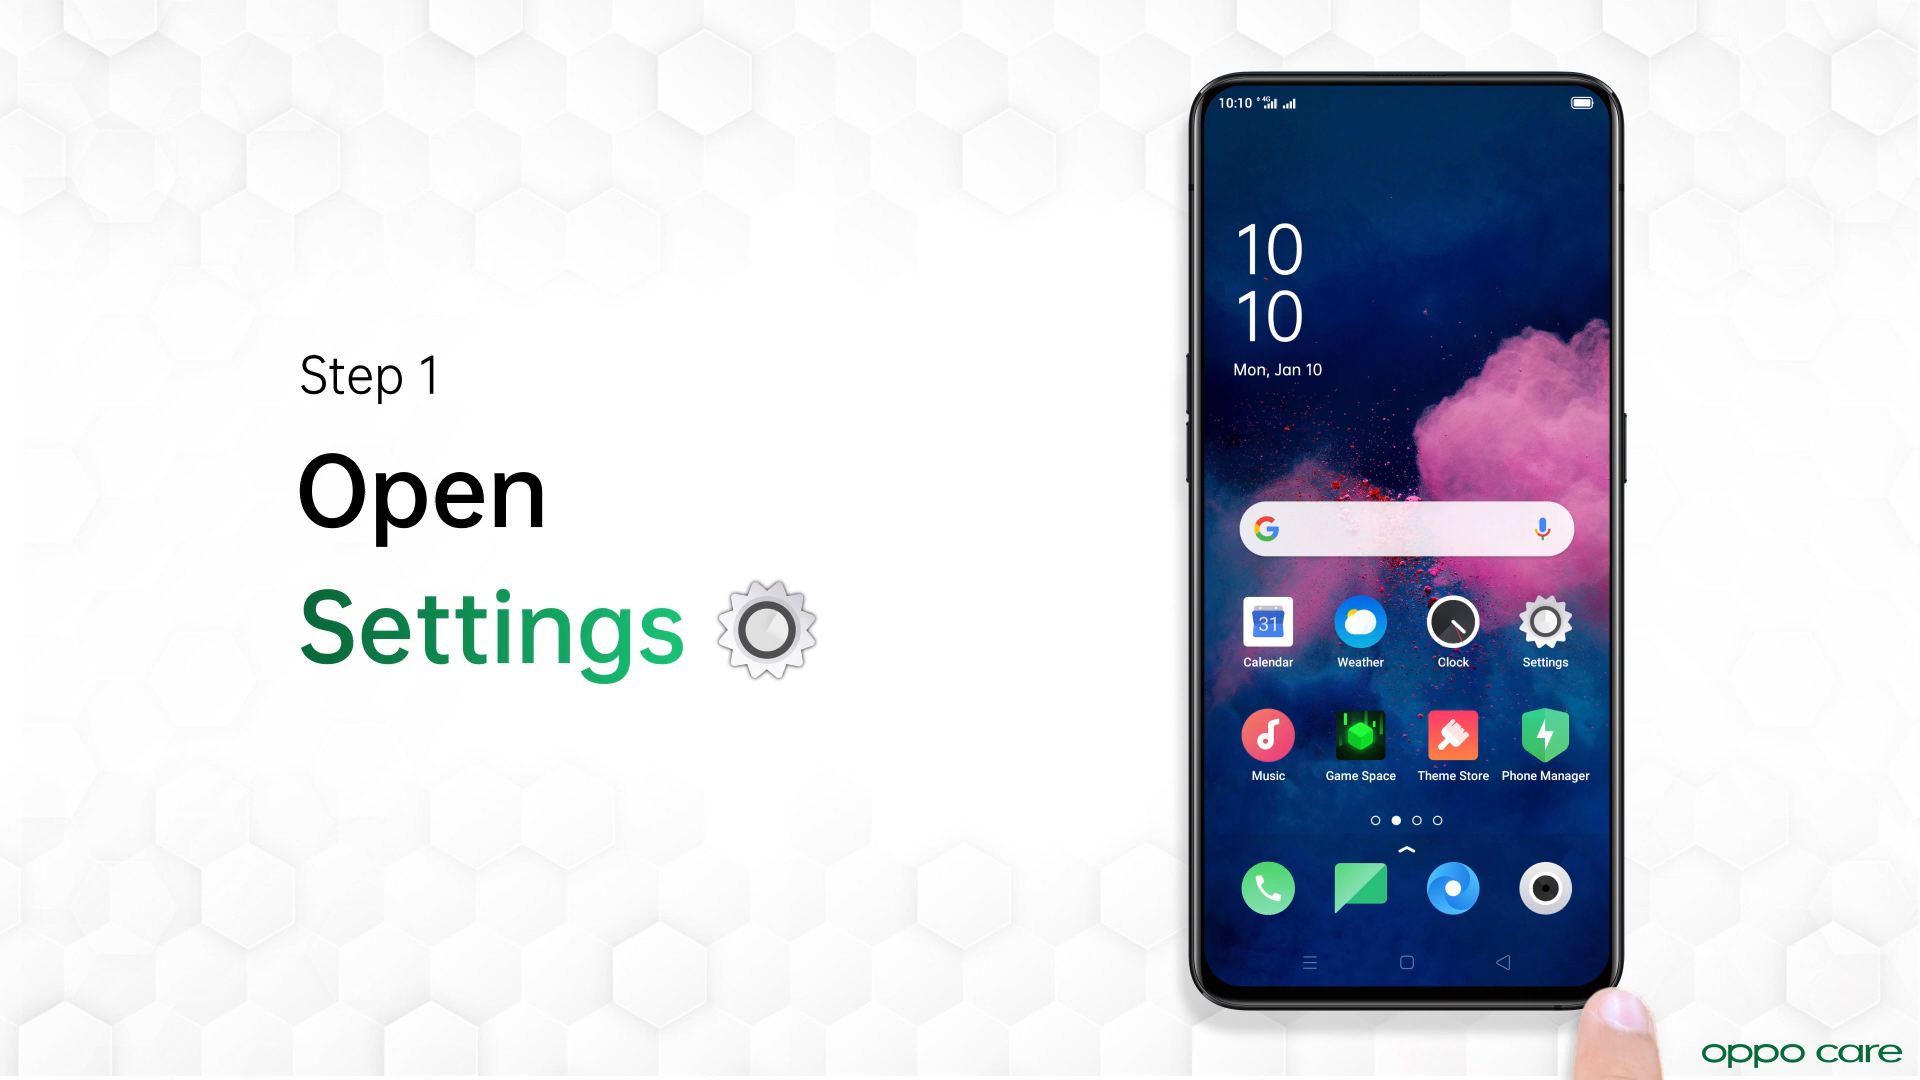 Step 1
Open
Settings
10:10 4G
10
10
Mon, Jan 10
G
31
Calendar Weather Clock Settings
Music Game Space Theme Store Phone Manager
oppo care